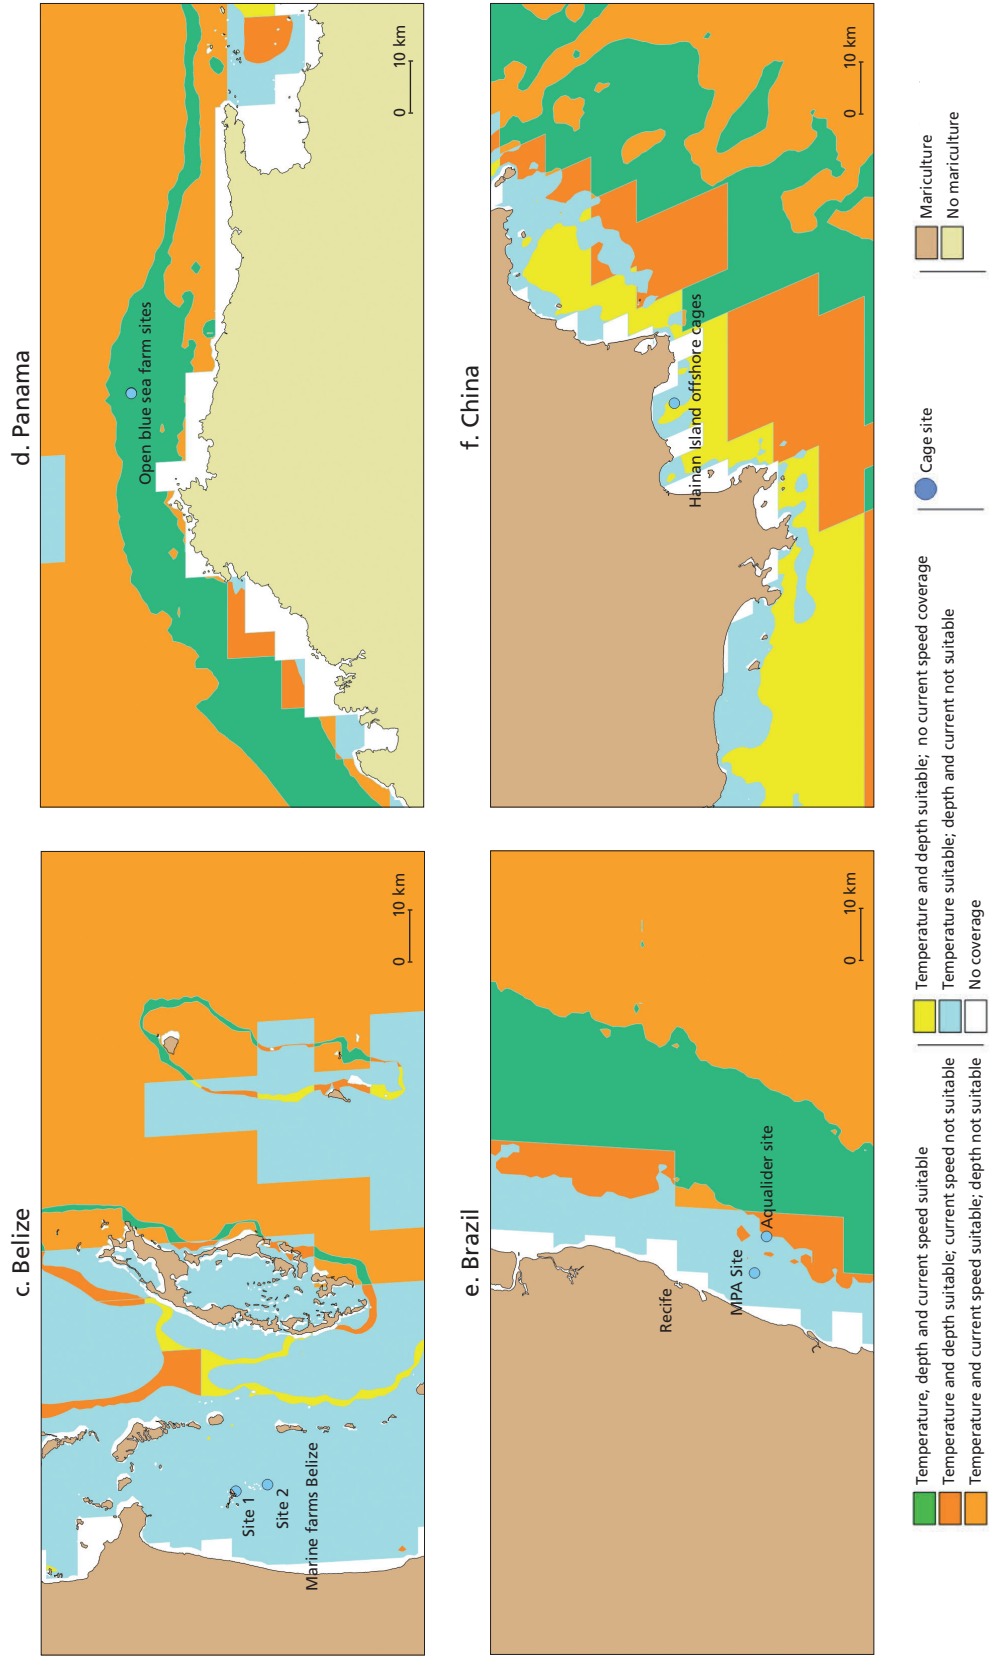 c. Belize
Site 1
Site 2
Marine farms Belize
0 10 km
d. Panama
Open blue sea farm sites
0 10 km
e. Brazil
Recife
MPA Site
Aqualider site
0 10 km
f. China
Hainan Island offshore cages
0 10 km
Temperature, depth and current speed suitable
Temperature and depth suitable; current speed not suitable
Temperature and current speed suitable; depth not suitable
Temperature and depth suitable; no current speed coverage
Temperature suitable; depth and current not suitable
No coverage
Cage site
Mariculture
No mariculture